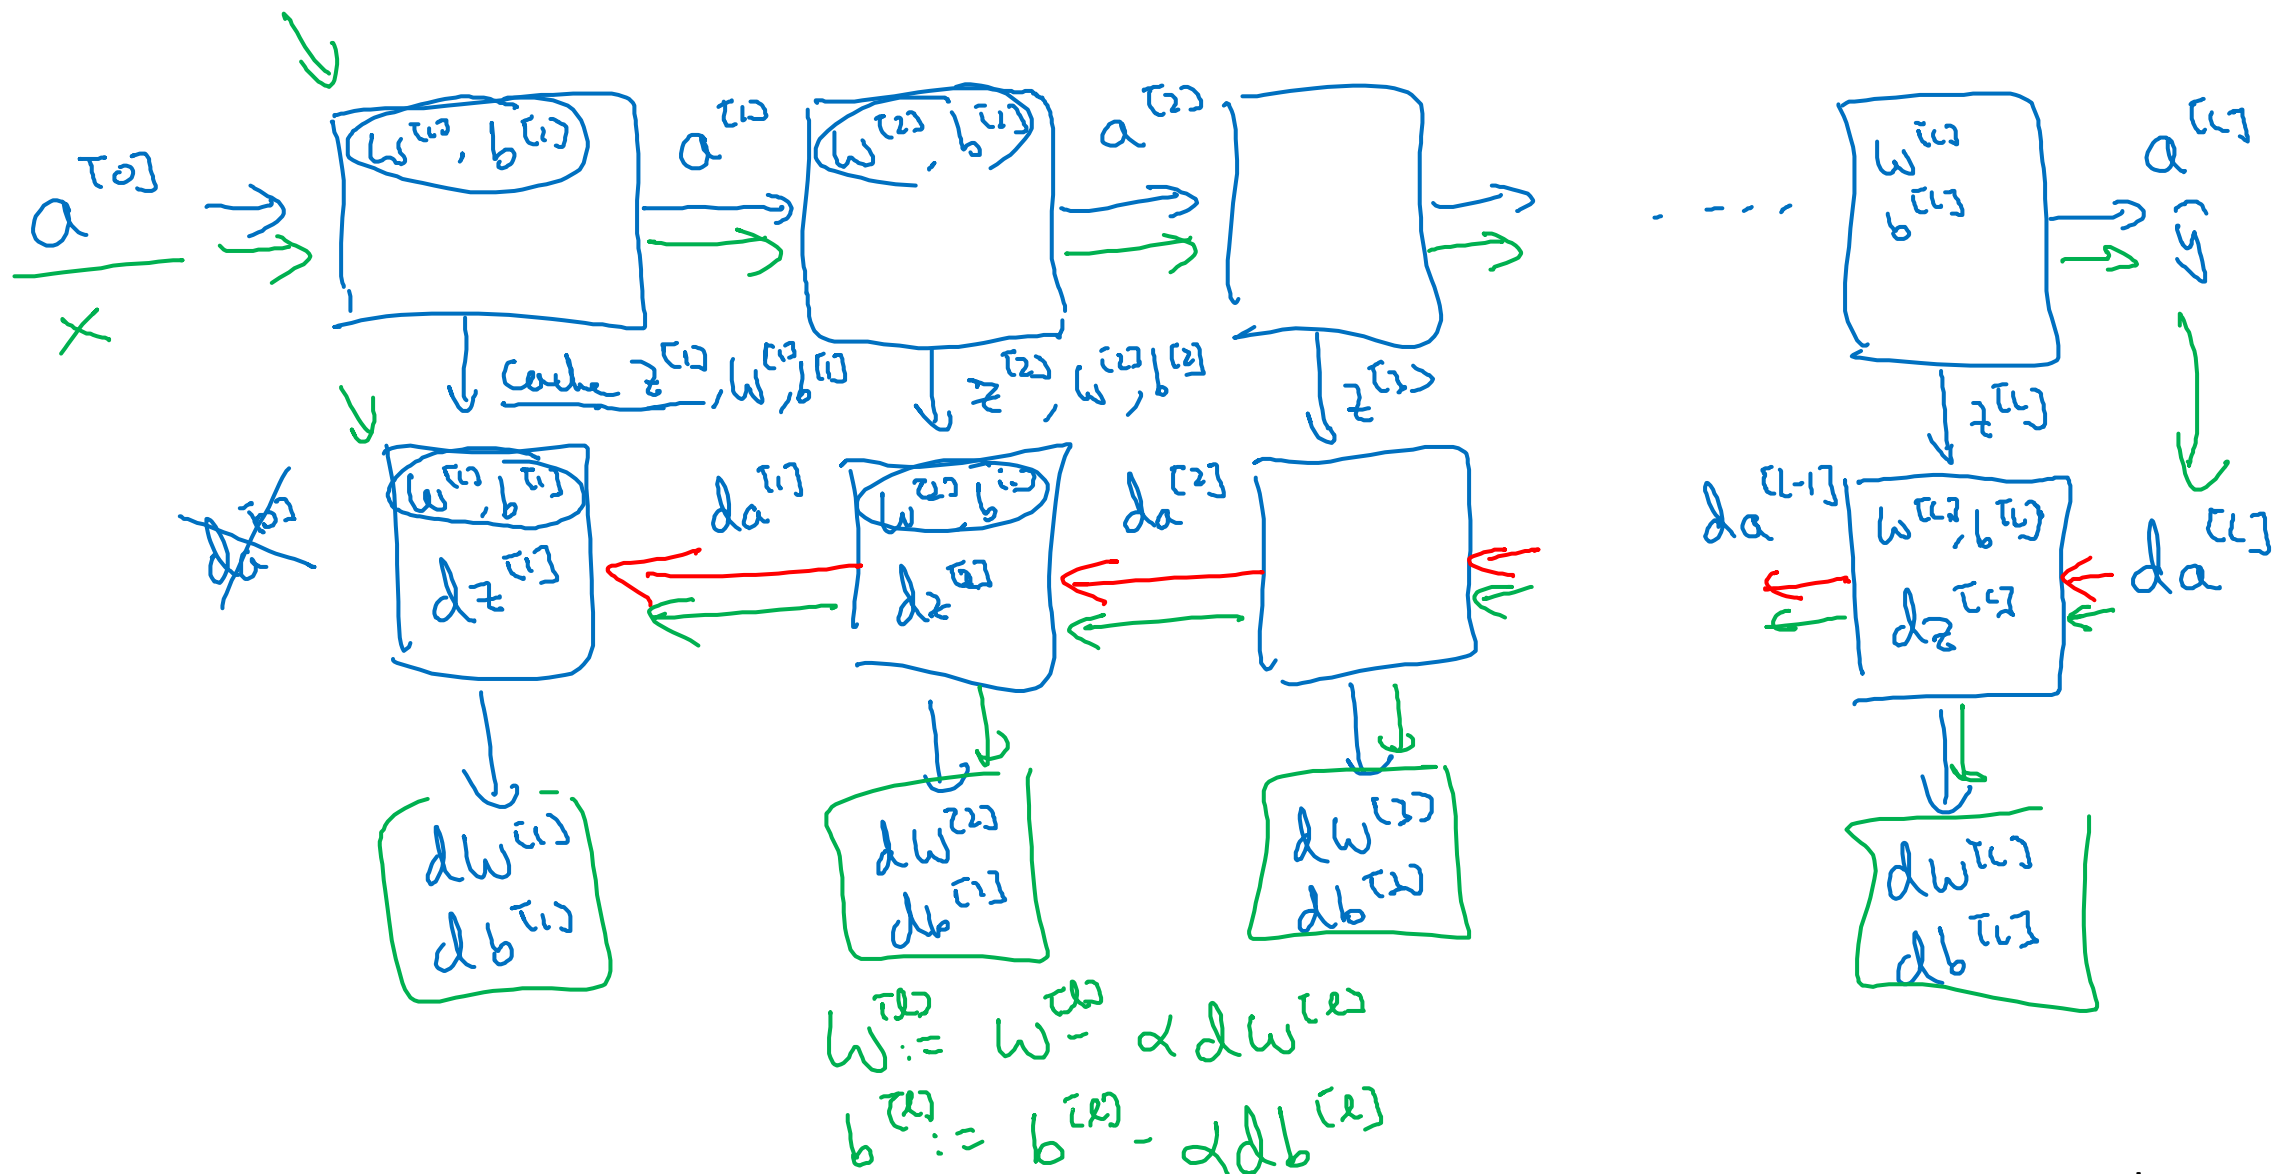 a^[0]
x
w^[1], b^[1]
a^[1]
w^[2], b^[2]
a^[2]
. . . . .
w^[L]
b^[L]
a^[L]
ŷ
cache z^[1], w^[1], b^[1]
z^[2], w^[2], b^[2]
z^[3]
z^[L]
da^[0]
w^[1], b^[1]
dz^[1]
da^[1]
w^[2], b^[2]
dz^[2]
da^[2]
da^[L-1]
w^[L], b^[L]
dz^[L]
da^[L]
dw^[1]
db^[1]
dw^[2]
db^[2]
dw^[3]
db^[3]
dw^[L]
db^[L]
w^[l] := w^[l] - αdw^[l]
b^[l] := b^[l] - αdb^[l]